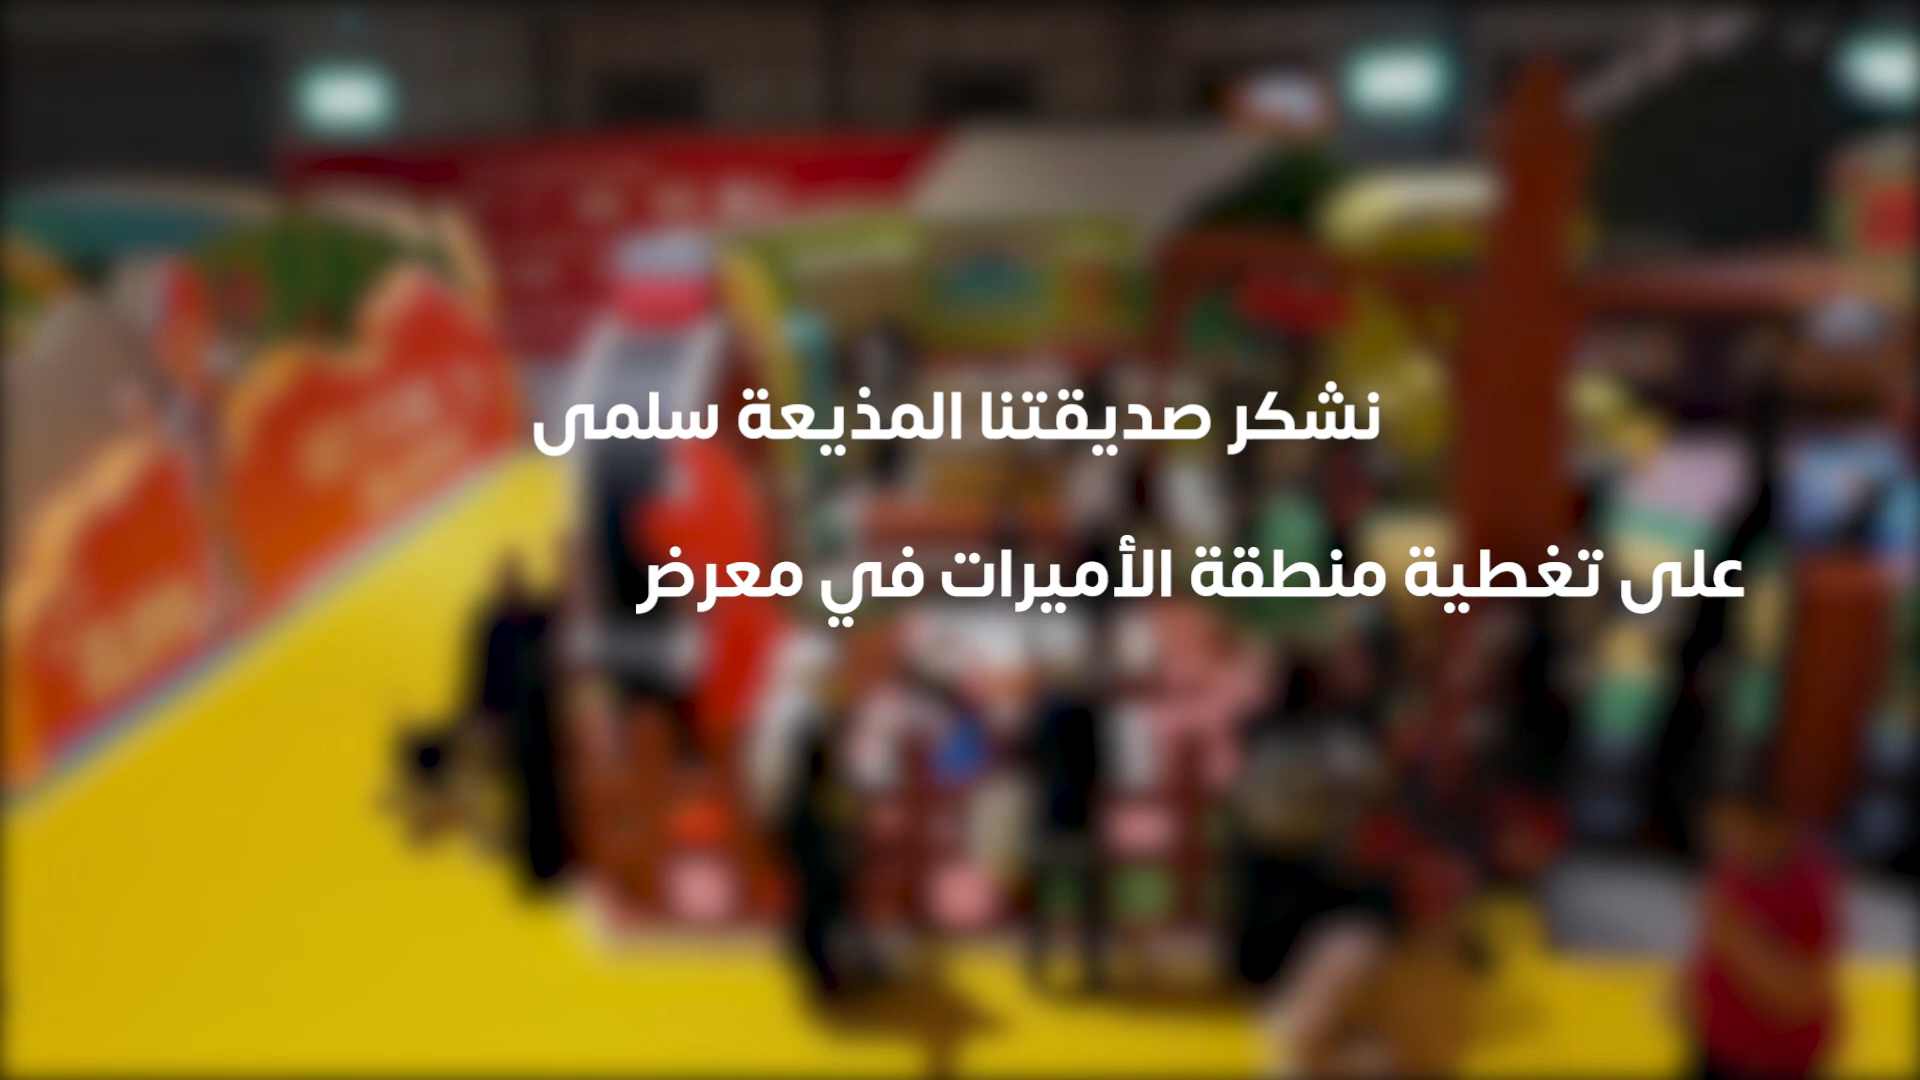 نشكر صديقتنا المذيعة سلمى
على تغطية منطقة الأميرات في معرض